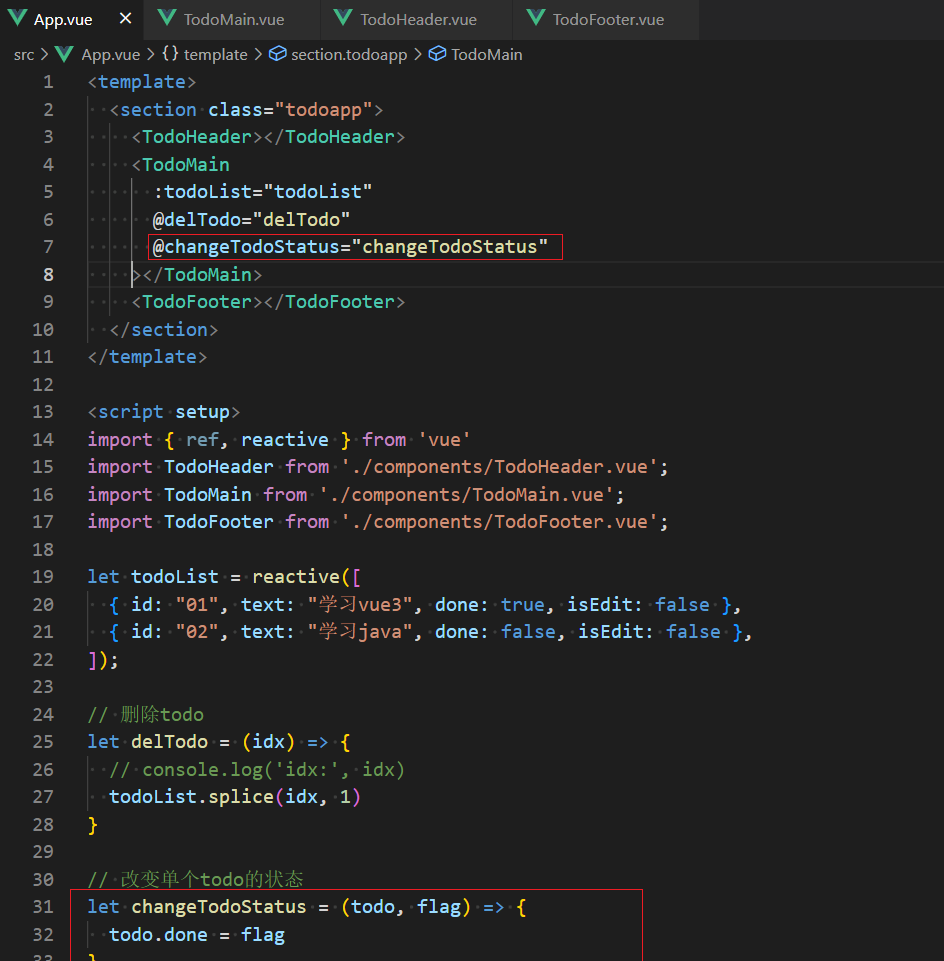 App.vue × TodoMain.vue TodoHeader.vue TodoFooter.vue
src > App.vue > {} template > section.todoapp > TodoMain
1 <template>
2 <section class="todoapp">
3 <TodoHeader></TodoHeader>
4 <TodoMain
5 :todoList="todoList"
6 @delTodo="delTodo"
7 @changeTodoStatus="changeTodoStatus"
8 ></TodoMain>
9 <TodoFooter></TodoFooter>
10 </section>
11 </template>
12
13 <script setup>
14 import { ref, reactive } from 'vue'
15 import TodoHeader from './components/TodoHeader.vue';
16 import TodoMain from './components/TodoMain.vue';
17 import TodoFooter from './components/TodoFooter.vue';
18
19 let todoList = reactive([
20 { id: "01", text: "学习vue3", done: true, isEdit: false },
21 { id: "02", text: "学习java", done: false, isEdit: false },
22 ]);
23
24 // 删除todo
25 let delTodo = (idx) => {
26 // console.log('idx:', idx)
27 todoList.splice(idx, 1)
28 }
29
30 // 改变单个todo的状态
31 let changeTodoStatus = (todo, flag) => {
32 todo.done = flag
33 }